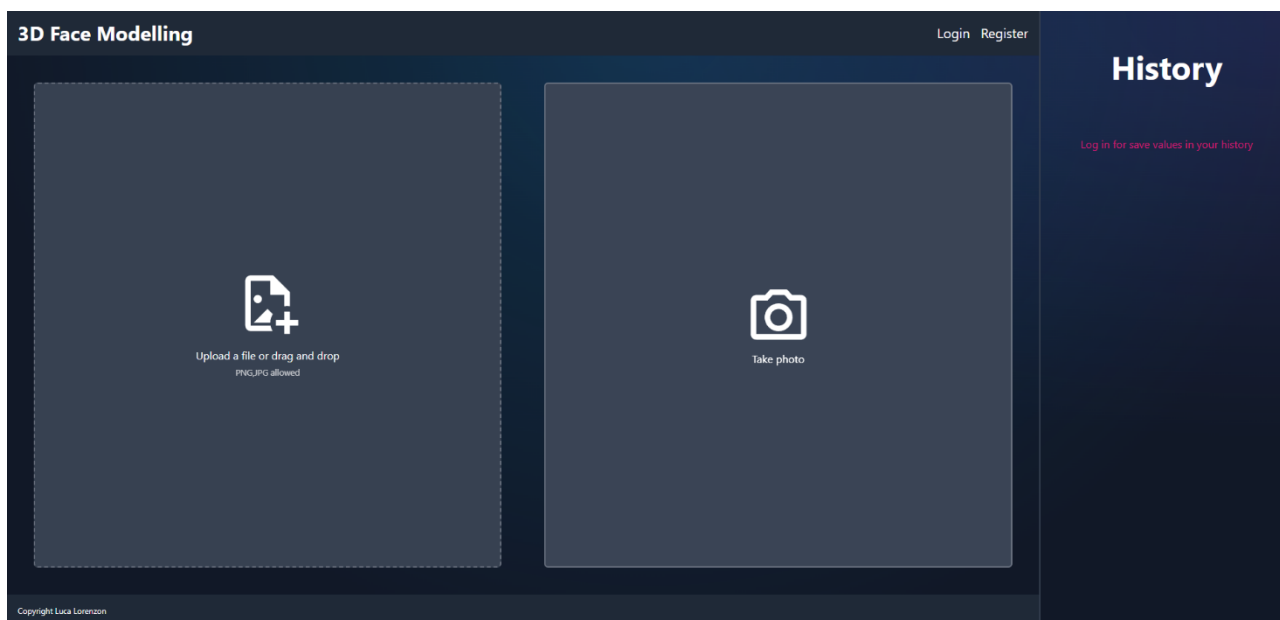 3D Face Modelling
Login Register
History
Log in for save values in your history
Upload a file or drag and drop
PNG,JPG allowed
Take photo
Copyright Luca Lorenzon